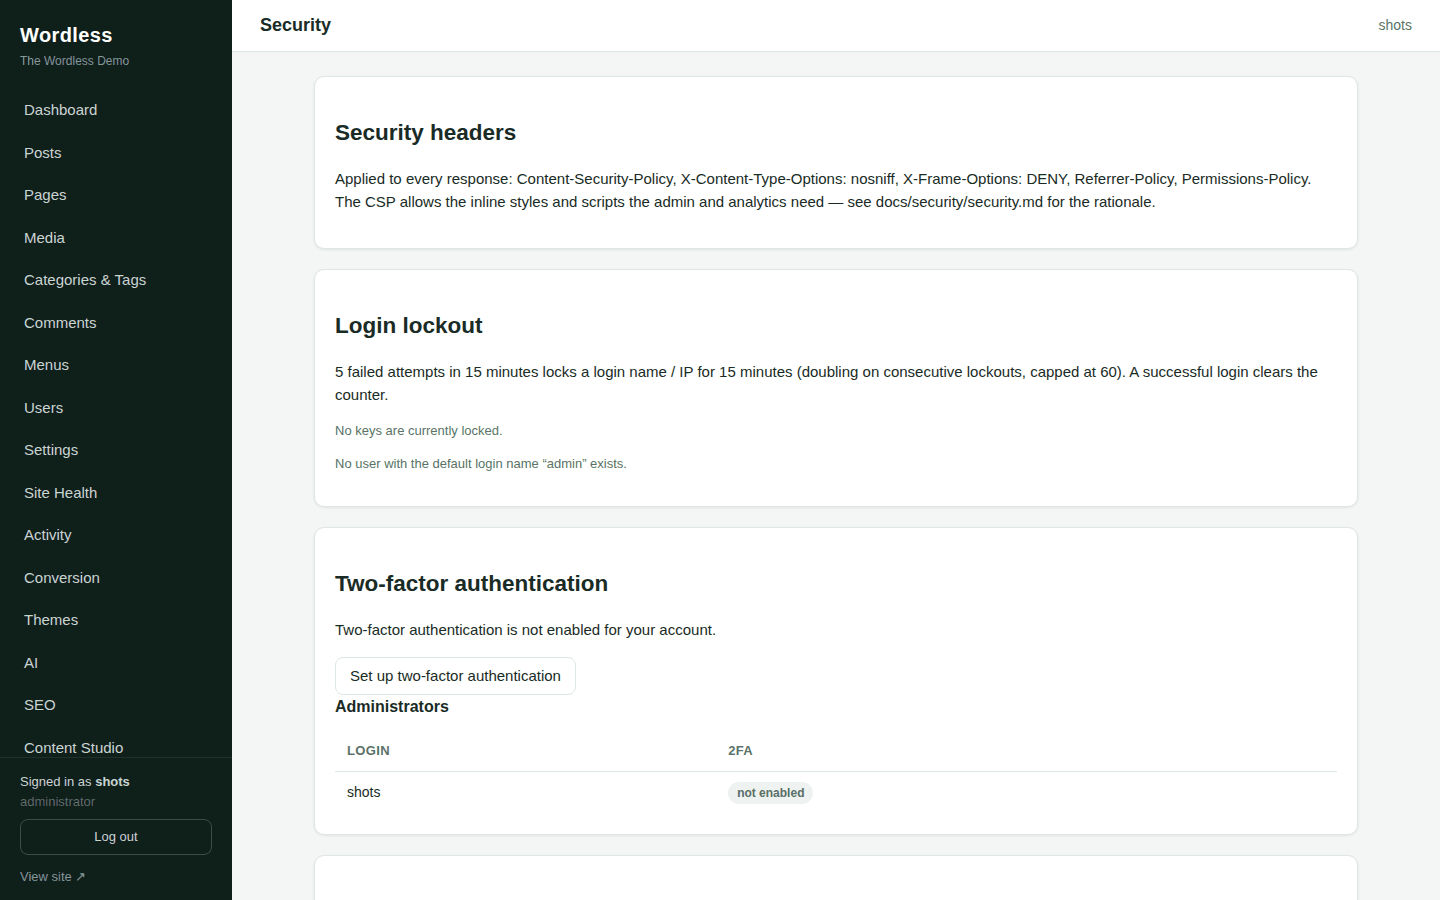 Wordless
The Wordless Demo
Dashboard
Posts
Pages
Media
Categories & Tags
Comments
Menus
Users
Settings
Site Health
Activity
Conversion
Themes
AI
SEO
Content Studio
Signed in as shots
administrator
Log out
View site ↗
Security
shots
Security headers
Applied to every response: Content-Security-Policy, X-Content-Type-Options: nosniff, X-Frame-Options: DENY, Referrer-Policy, Permissions-Policy.
The CSP allows the inline styles and scripts the admin and analytics need — see docs/security/security.md for the rationale.
Login lockout
5 failed attempts in 15 minutes locks a login name / IP for 15 minutes (doubling on consecutive lockouts, capped at 60). A successful login clears the
counter.
No keys are currently locked.
No user with the default login name “admin” exists.
Two-factor authentication
Two-factor authentication is not enabled for your account.
Set up two-factor authentication
Administrators
LOGIN 2FA
shots not enabled